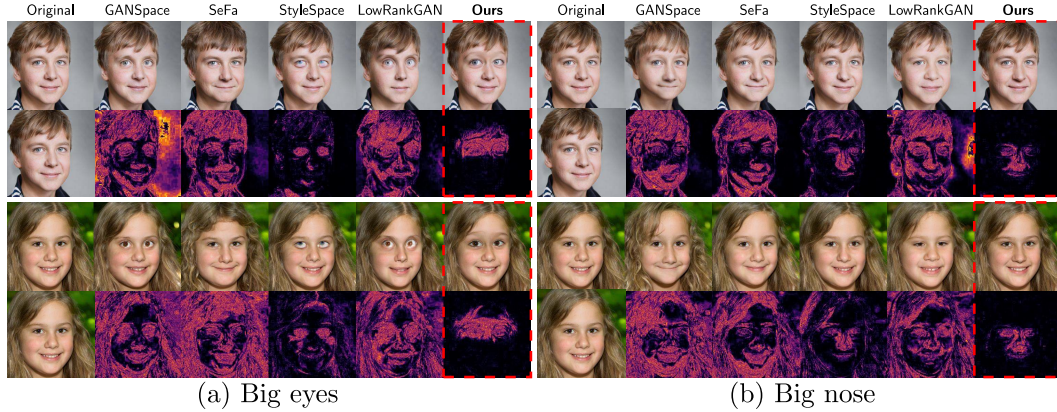 Original GANSpace SeFa StyleSpace LowRankGAN Ours Original GANSpace SeFa StyleSpace LowRankGAN Ours
(a) Big eyes (b) Big nose